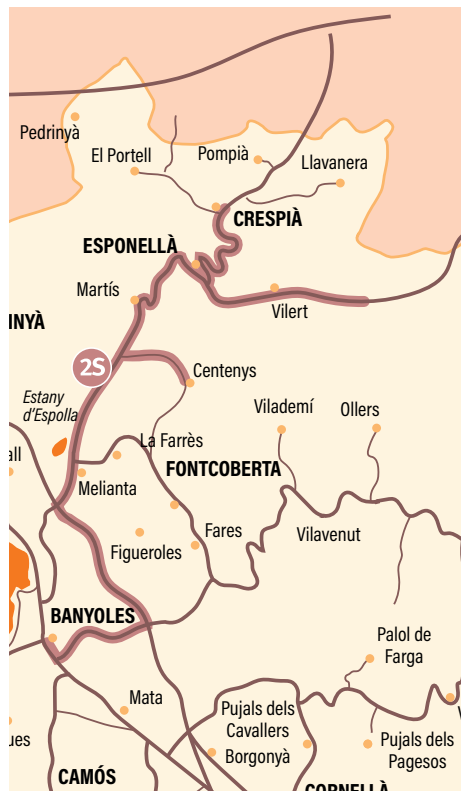 Pedrinyà
El Portell
Pompià
Llavanera
CRESPIÀ
ESPONELLÀ
Martís
Vilert
INYÀ
2S
Centenys
Estany
d'Espolla
Vilademí
Ollers
La Farrès
all
FONTCOBERTA
Melianta
Fares
Vilavenut
Figueroles
BANYOLES
Palol de
Farga
Mata
Pujals dels
Cavallers
ues
Borgonyà
Pujals dels
Pagesos
CAMÓS
CORNELLÀ